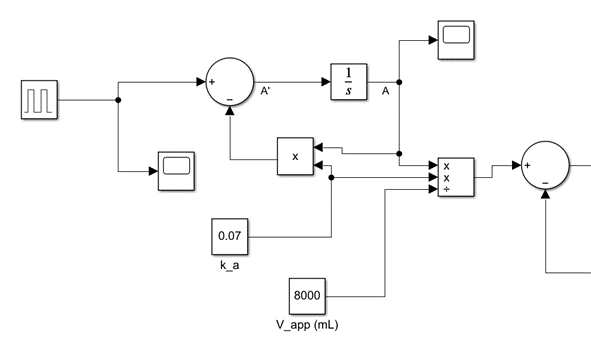 +
−
A'
1
s
A
x
x
x
÷
+
−
0.07
k_a
8000
V_app (mL)